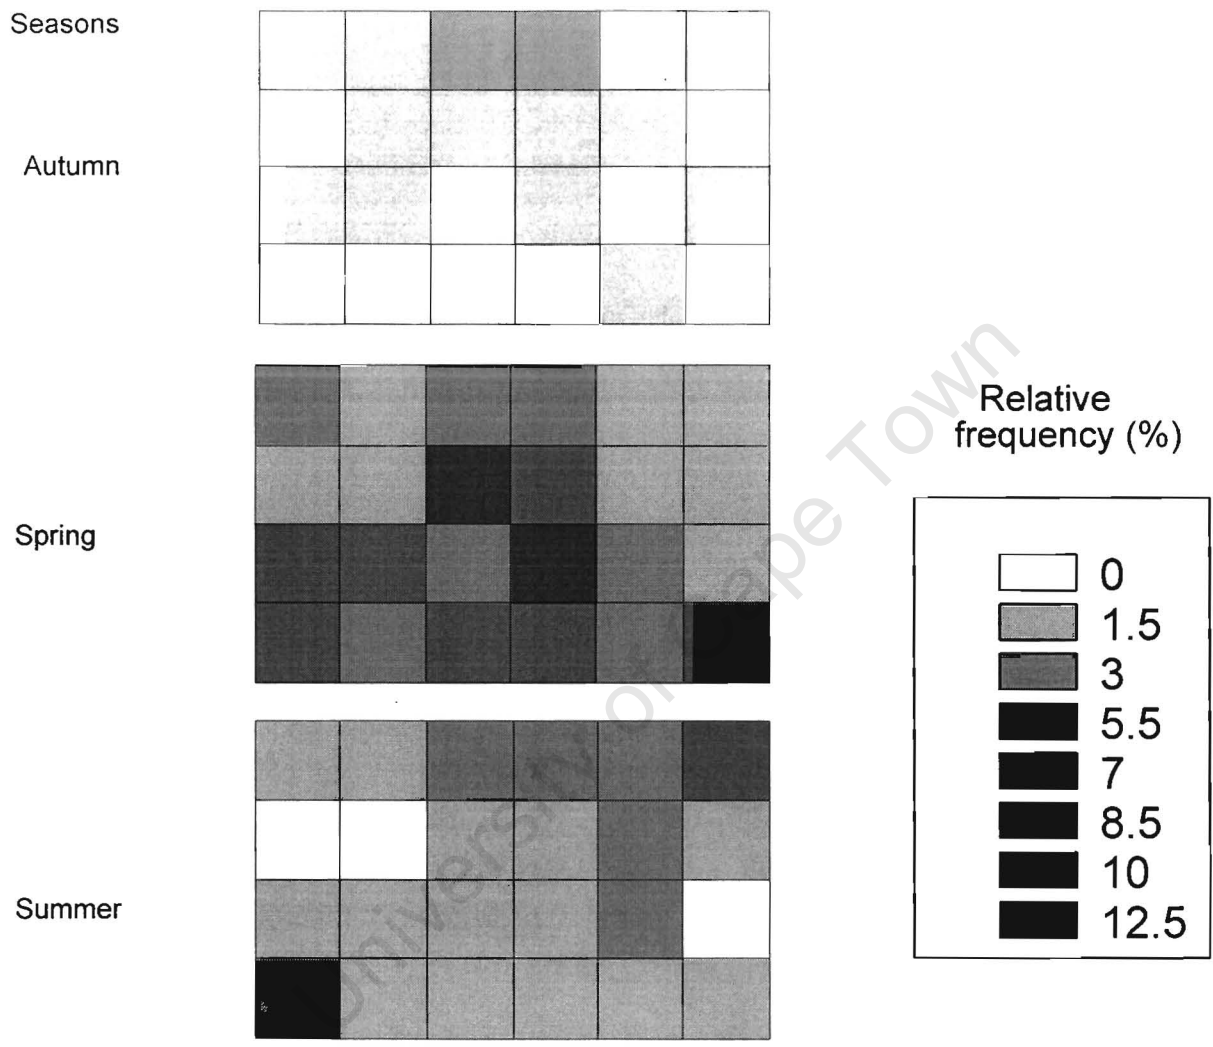 Seasons
Autumn
Spring
Summer
Relative
frequency (%)
0
1.5
3
5.5
7
8.5
10
12.5
University of Cape Town